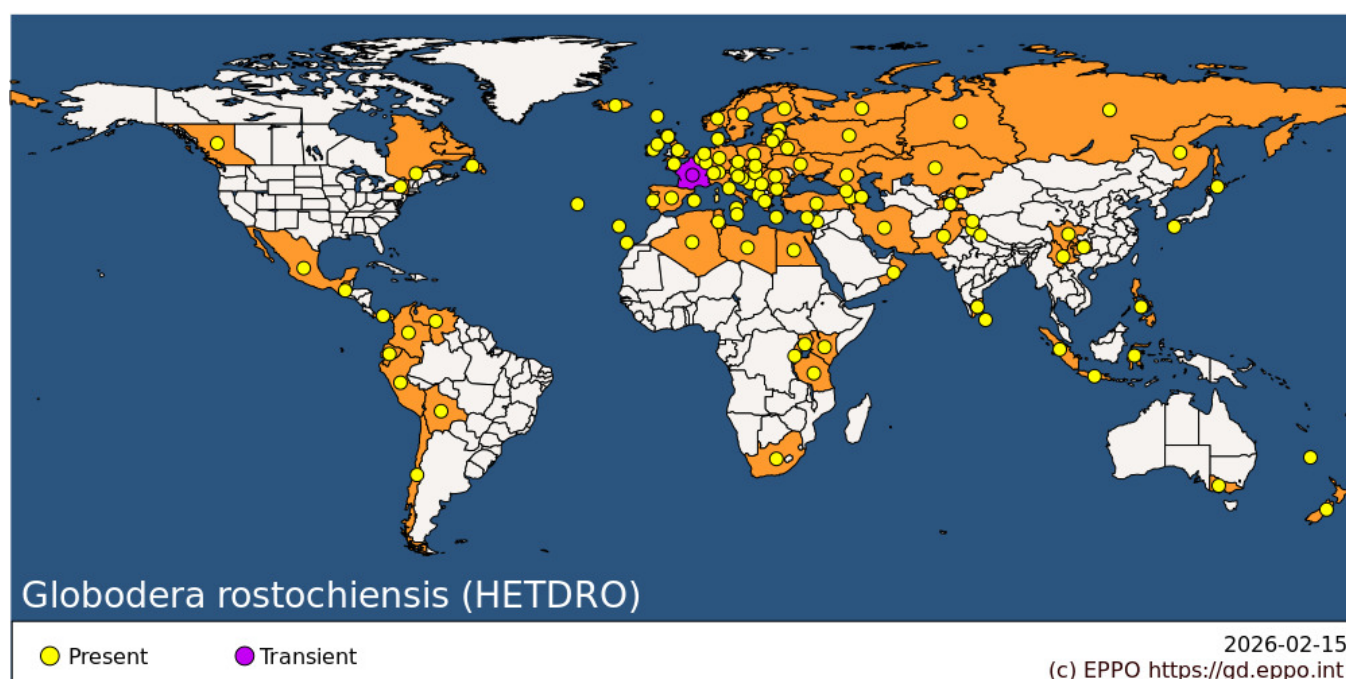 Globodera rostochiensis (HETDRO)
Present
Transient
2026-02-15
(c) EPPO https://gd.eppo.int